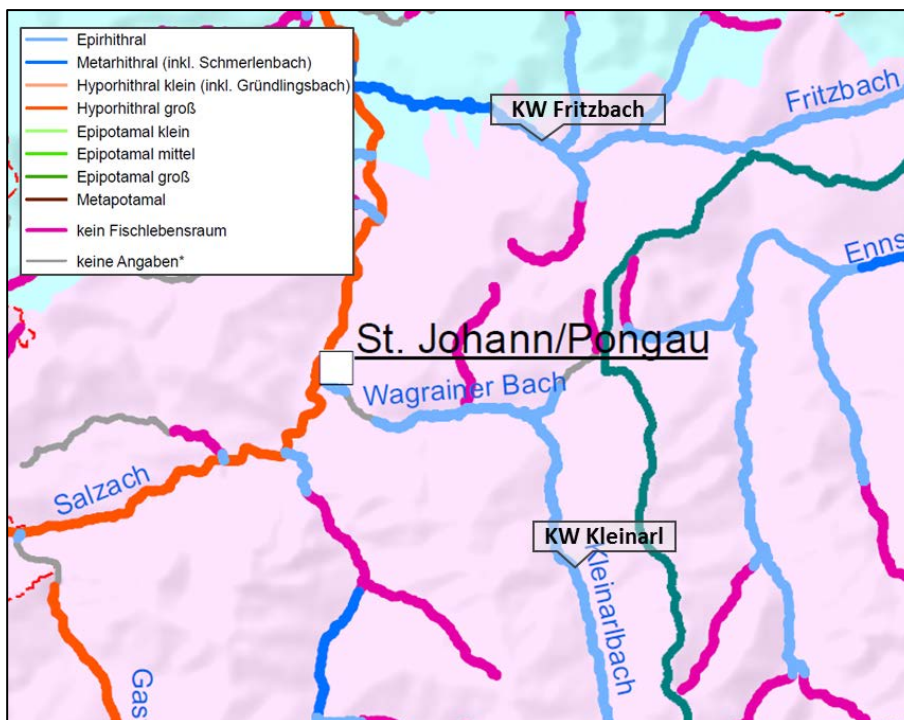 Epirhithral
Metarhithral (inkl. Schmerlenbach)
Hyporhithral klein (inkl. Gründlingsbach)
Hyporhithral groß
Epipotamal klein
Epipotamal mittel
Epipotamal groß
Metapotamal
kein Fischlebensraum
keine Angaben*
KW Fritzbach
Fritzbach
Enns
St. Johann/Pongau
Wagrainer Bach
Salzach
KW Kleinarl
Kleinarlbach
Gas